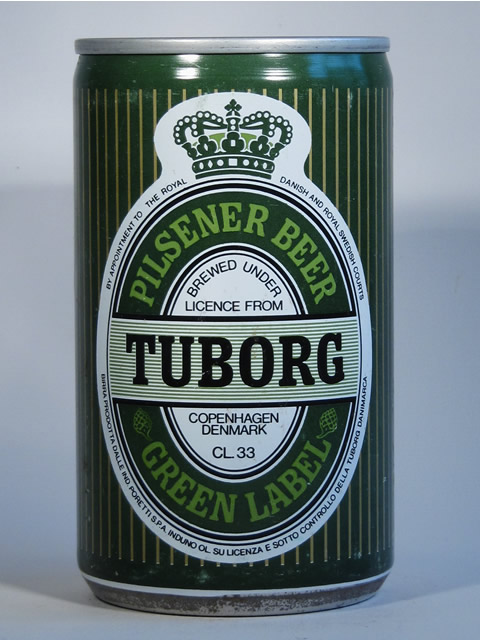 BY APPOINTMENT TO THE ROYAL DANISH AND ROYAL SWEDISH COURTS
PILSENER BEER
BREWED UNDER
LICENCE FROM
TUBORG
COPENHAGEN
DENMARK
CL. 33
GREEN LABEL
BIRRA PRODOTTA DALLE IND. PORETTI S.P.A. INDUNO OL. SU LICENZA E SOTTO CONTROLLO DELLA TUBORG DANIMARCA